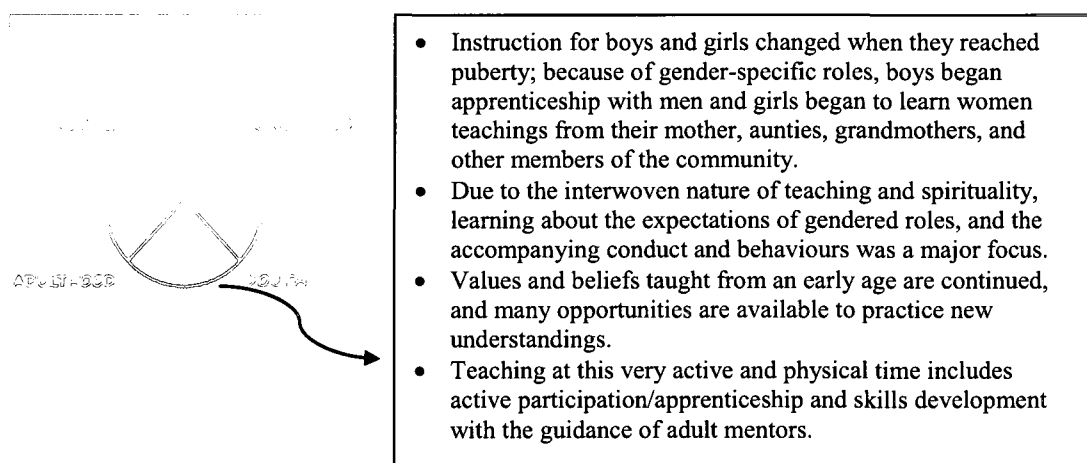 • Instruction for boys and girls changed when they reached
puberty; because of gender-specific roles, boys began
apprenticeship with men and girls began to learn women
teachings from their mother, aunties, grandmothers, and
other members of the community.
• Due to the interwoven nature of teaching and spirituality,
learning about the expectations of gendered roles, and the
accompanying conduct and behaviours was a major focus.
• Values and beliefs taught from an early age are continued,
and many opportunities are available to practice new
understandings.
• Teaching at this very active and physical time includes
active participation/apprenticeship and skills development
with the guidance of adult mentors.